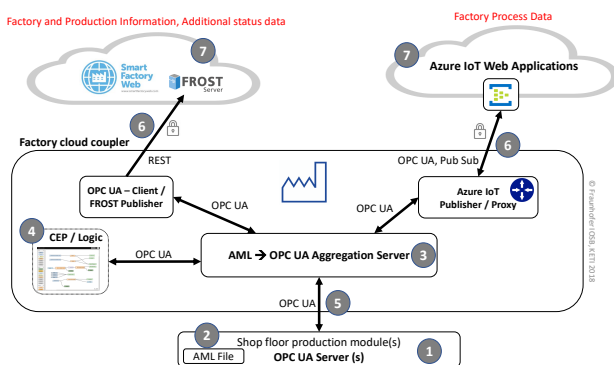 Factory and Production Information, Additional status data
Factory Process Data
7
Smart
Factory
Web
FROST
Server
7
Azure IoT Web Applications
6
REST
6
OPC UA, Pub Sub
Factory cloud coupler
OPC UA – Client /
FROST Publisher
OPC UA
OPC UA
Azure IoT
Publisher / Proxy
4
CEP / Logic
OPC UA
AML → OPC UA Aggregation Server
3
OPC UA
5
2
Shop floor production module(s)
AML File
OPC UA Server (s)
1
© Fraunhofer IOSB, KETI 2018